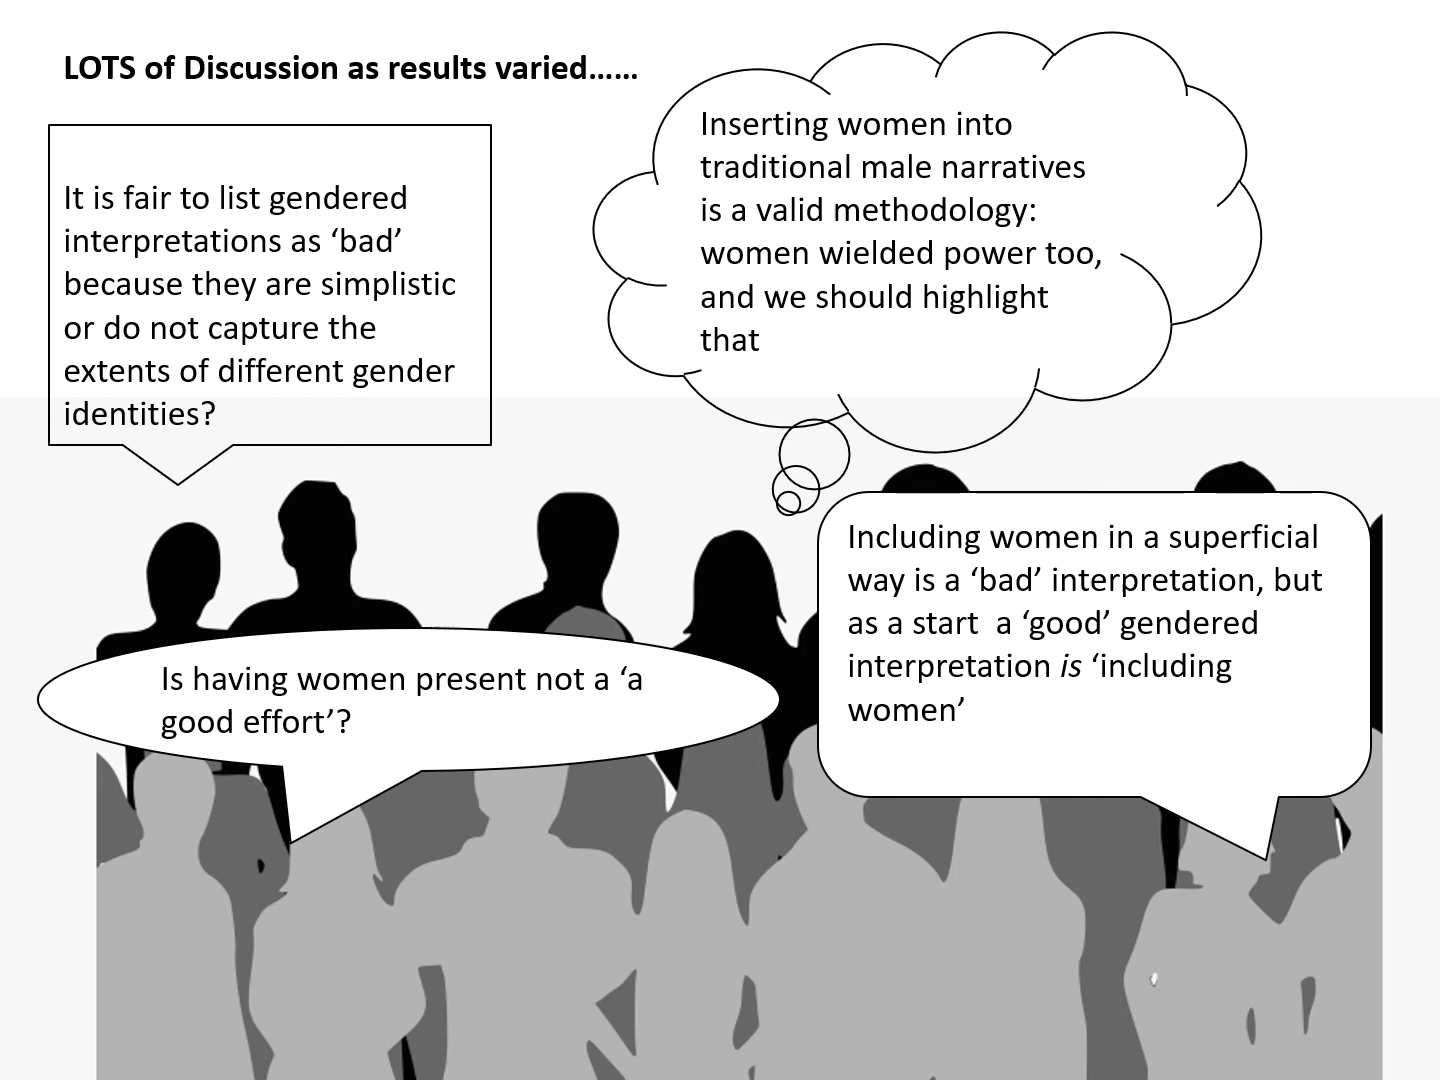 LOTS of Discussion as results varied……
It is fair to list gendered
interpretations as ‘bad’
because they are simplistic
or do not capture the
extents of different gender
identities?
Inserting women into
traditional male narratives
is a valid methodology:
women wielded power too,
and we should highlight
that
Is having women present not a ‘a
good effort’?
Including women in a superficial
way is a ‘bad’ interpretation, but
as a start  a ‘good’ gendered
interpretation is ‘including
women’